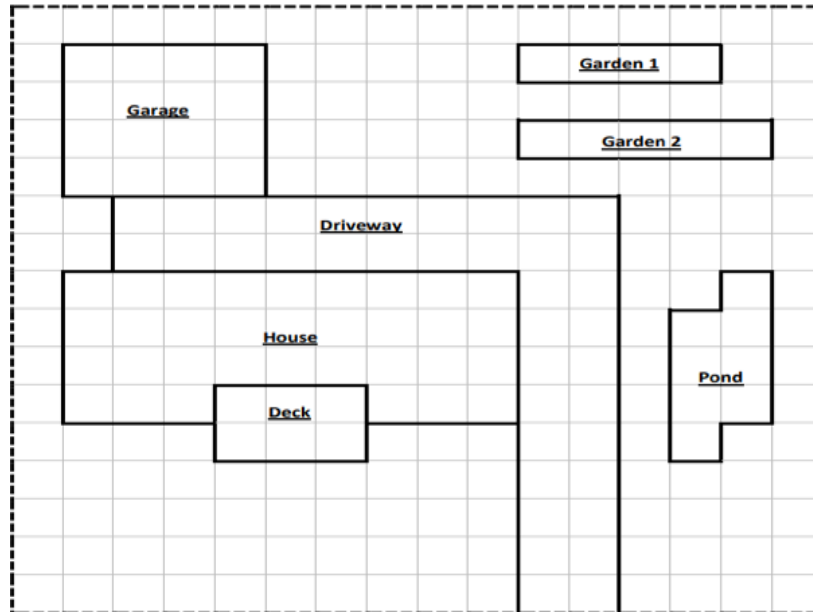 Garden 1
Garage
Garden 2
Driveway
House
Pond
Deck